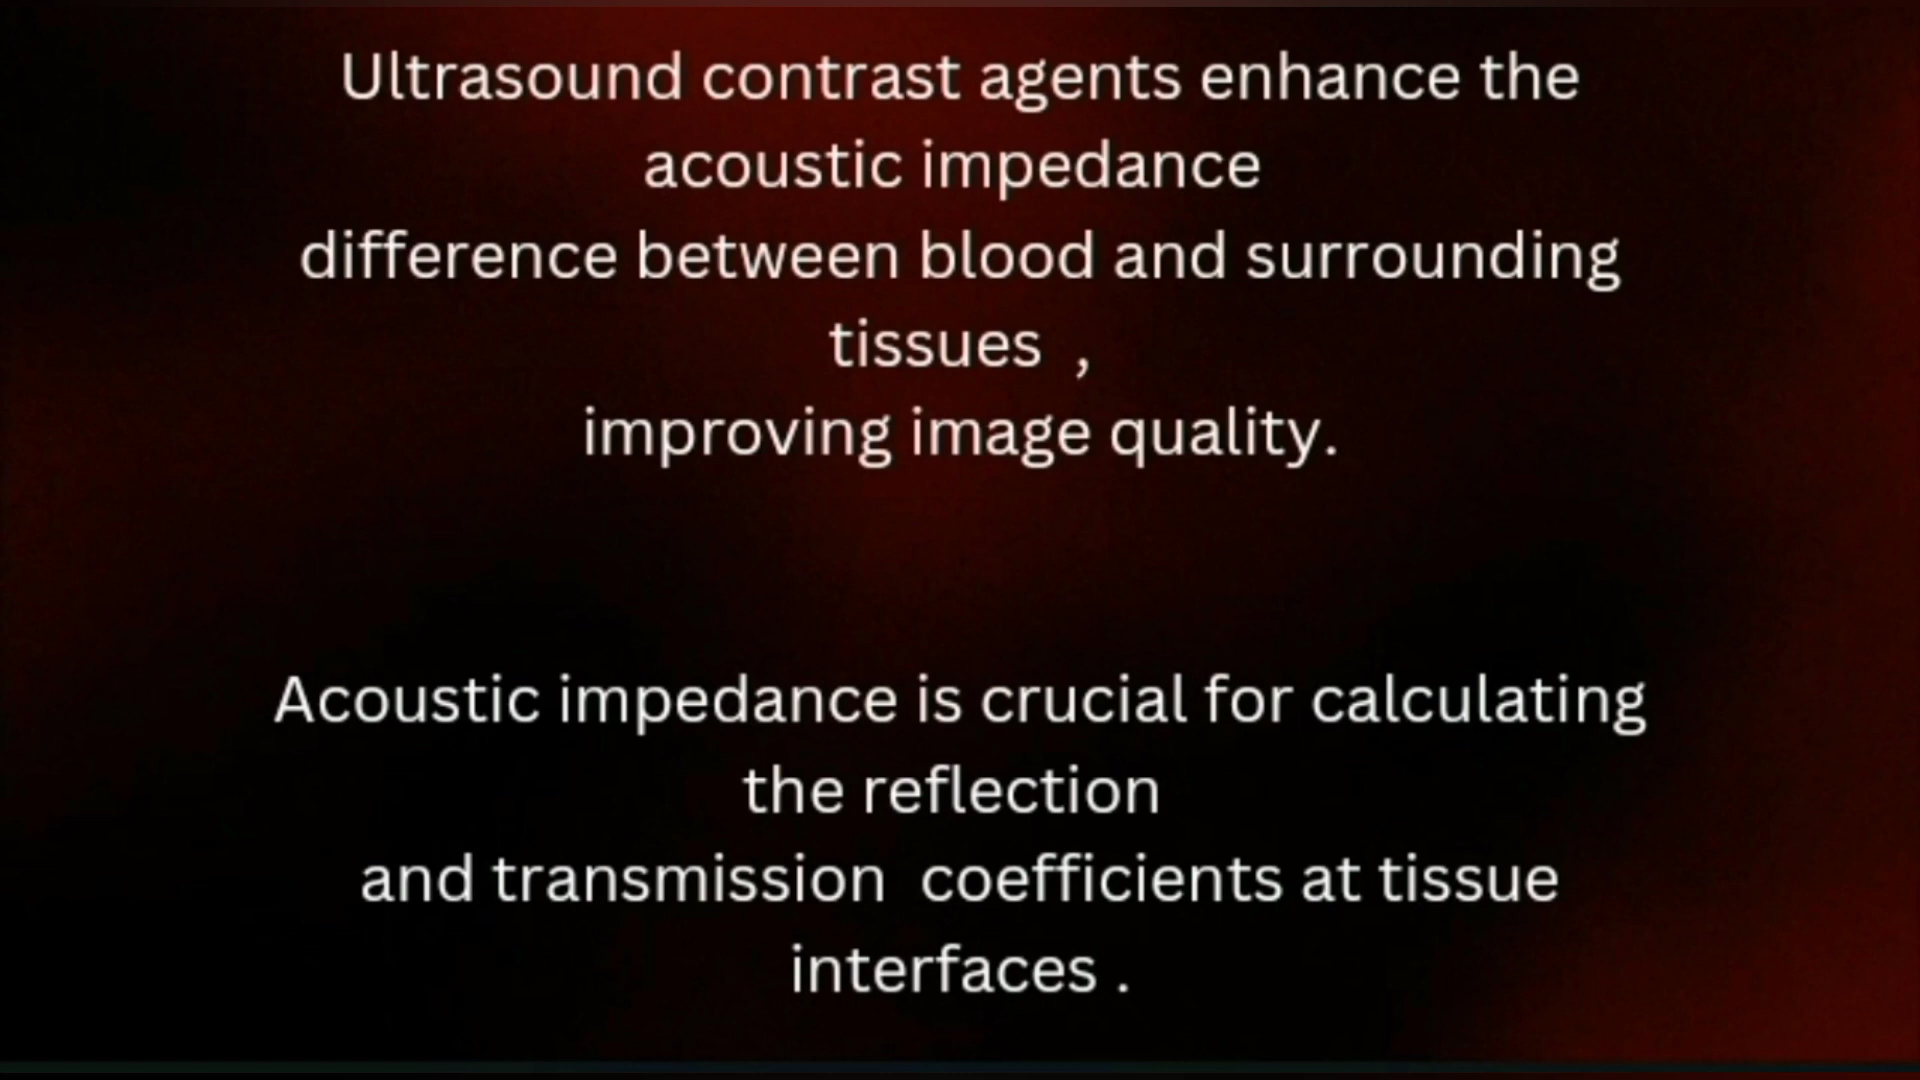 Ultrasound contrast agents enhance the
acoustic impedance
difference between blood and surrounding
tissues  ,
improving image quality.
Acoustic impedance is crucial for calculating
the reflection
and transmission  coefficients at tissue
interfaces .